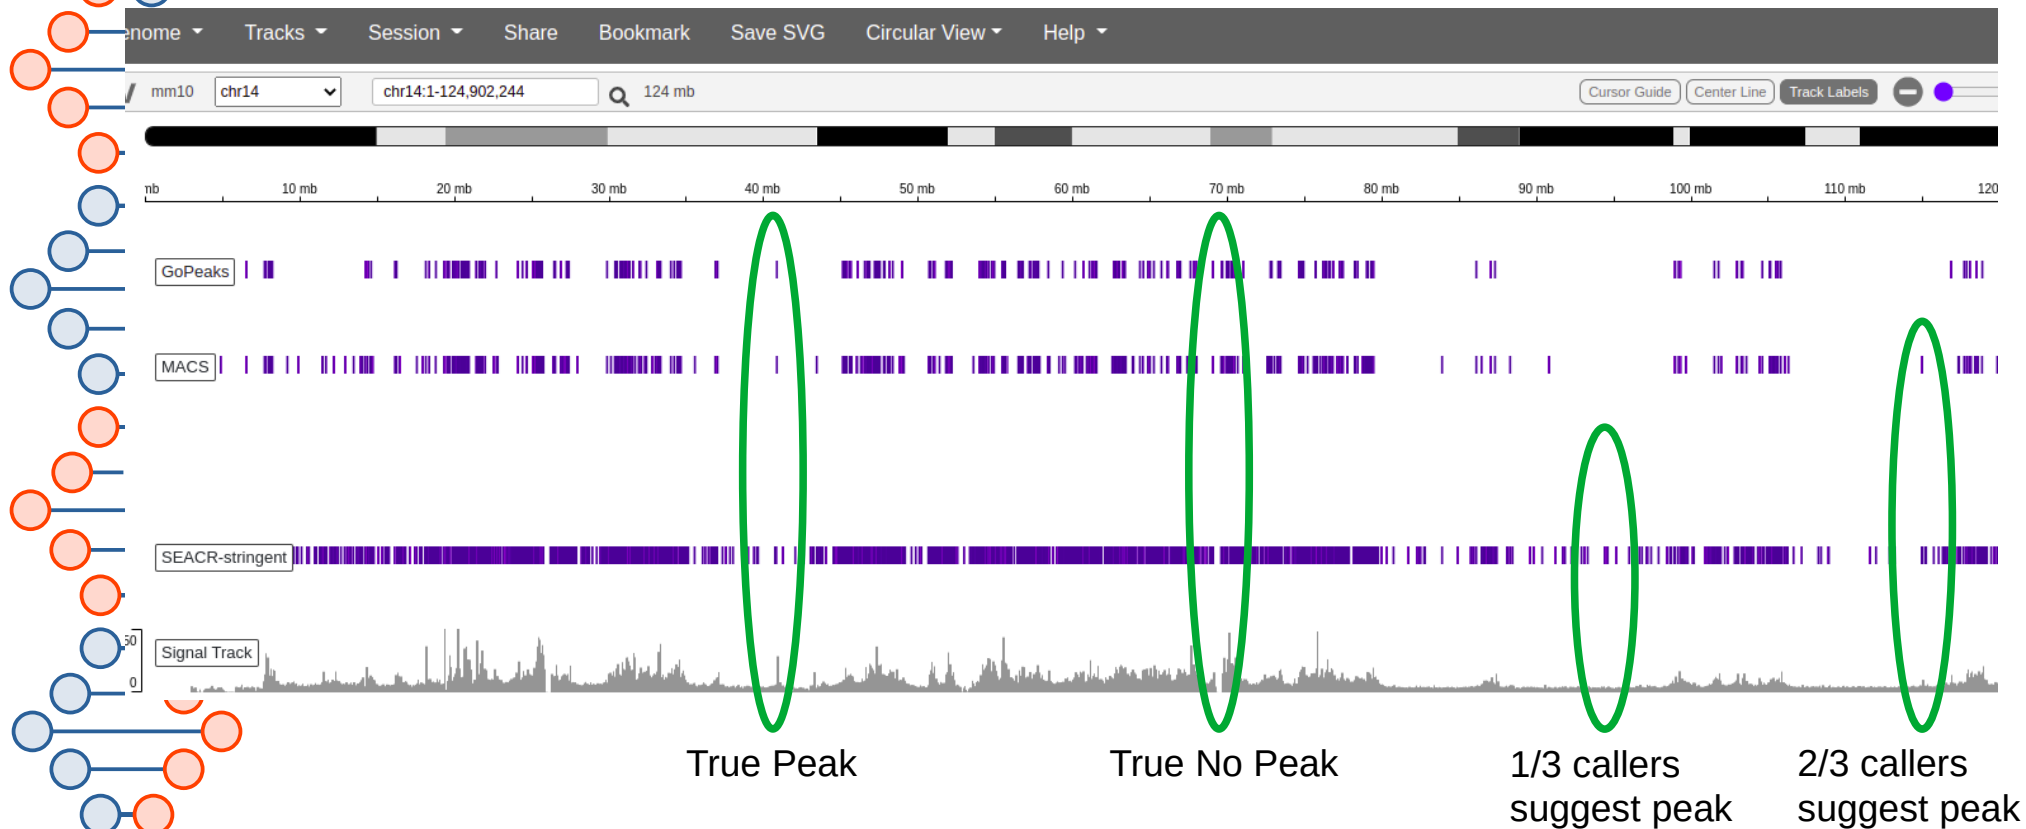 enome Tracks Session Share Bookmark Save SVG Circular View Help
mm10 chr14 chr14:1-124,902,244 124 mb Cursor Guide Center Line Track Labels
mb 10 mb 20 mb 30 mb 40 mb 50 mb 60 mb 70 mb 80 mb 90 mb 100 mb 110 mb 120
GoPeaks
MACS
SEACR-stringent
50
Signal Track
0
True Peak True No Peak 1/3 callers 2/3 callers
suggest peak suggest peak